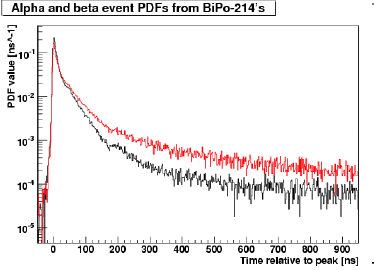 Alpha and beta event PDFs from BiPo-214's
PDF value [ns^-1]
10-1
10-2
10-3
10-4
10-5
0 100 200 300 400 500 600 700 800 900
Time relative to peak [ns]